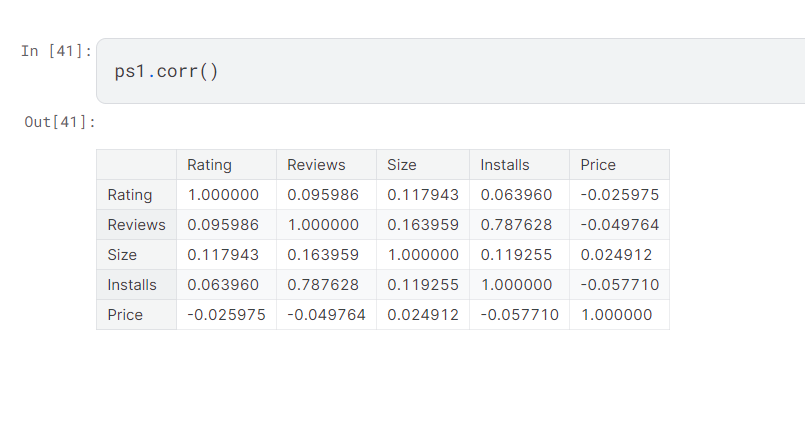 In [41]:
ps1.corr()
Out[41]:
Rating Reviews Size Installs Price
Rating 1.000000 0.095986 0.117943 0.063960 -0.025975
Reviews 0.095986 1.000000 0.163959 0.787628 -0.049764
Size 0.117943 0.163959 1.000000 0.119255 0.024912
Installs 0.063960 0.787628 0.119255 1.000000 -0.057710
Price -0.025975 -0.049764 0.024912 -0.057710 1.000000